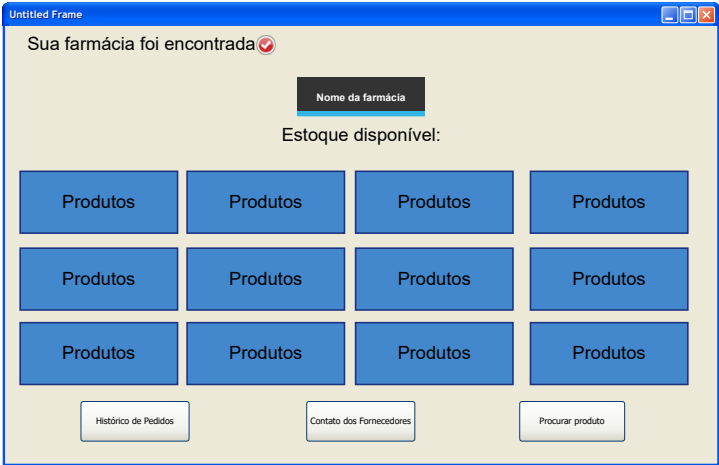 Untitled Frame
Sua farmácia foi encontrada
Nome da farmácia
Estoque disponível:
Produtos Produtos Produtos Produtos
Produtos Produtos Produtos Produtos
Produtos Produtos Produtos Produtos
Histórico de Pedidos Contato dos Fornecedores Procurar produto